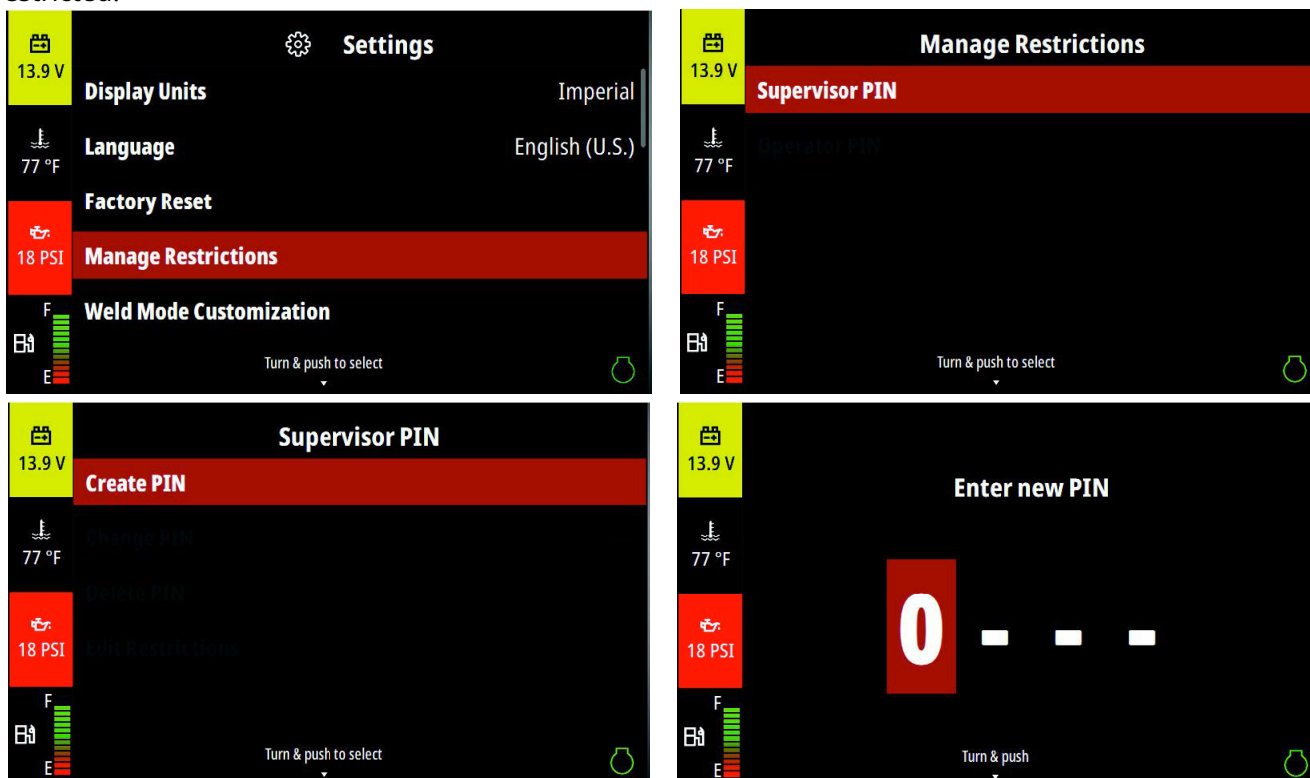 Settings
13.9 V
Display Units Imperial
Language English (U.S.)
77 °F
Factory Reset
18 PSI
Manage Restrictions
F
Weld Mode Customization
E
Turn & push to select
Manage Restrictions
13.9 V
Supervisor PIN
Operator PIN
77 °F
18 PSI
F
E
Turn & push to select
Supervisor PIN
13.9 V
Create PIN
Change PIN
77 °F
Delete PIN
18 PSI
Edit Restrictions
F
E
Turn & push to select
13.9 V
Enter new PIN
77 °F
0 - - -
18 PSI
F
E
Turn & push